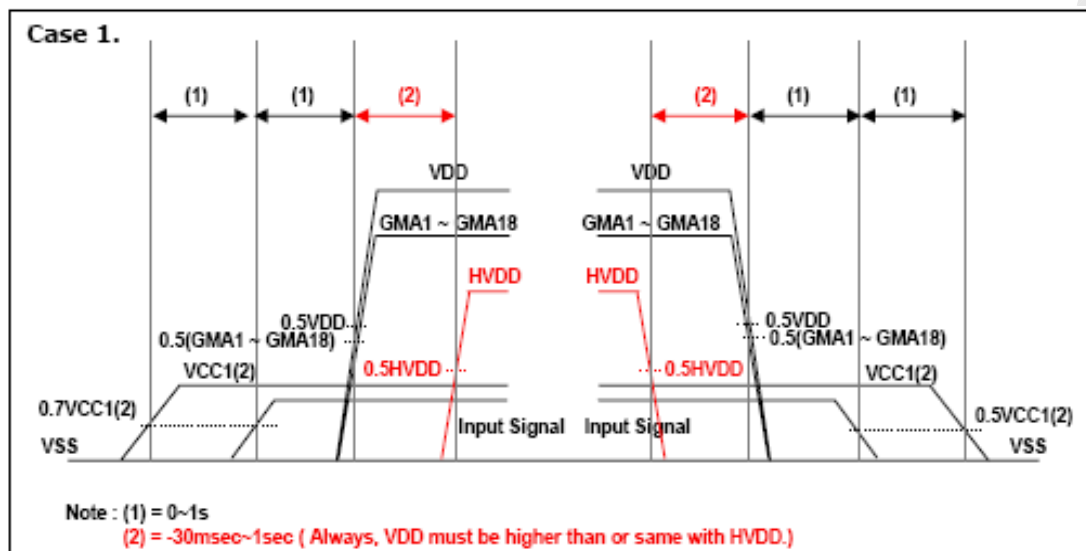 Case 1.
(1) (1) (2) (2) (1) (1)
VDD VDD
GMA1 ~ GMA18 GMA1 ~ GMA18
HVDD HVDD
0.5VDD 0.5VDD
0.5(GMA1 ~ GMA18) 0.5(GMA1 ~ GMA18)
VCC1(2) 0.5HVDD 0.5HVDD VCC1(2)
0.7VCC1(2) 0.5VCC1(2)
Input Signal Input Signal
VSS VSS
Note : (1) = 0~1s
(2) = -30msec~1sec ( Always, VDD must be higher than or same with HVDD.)